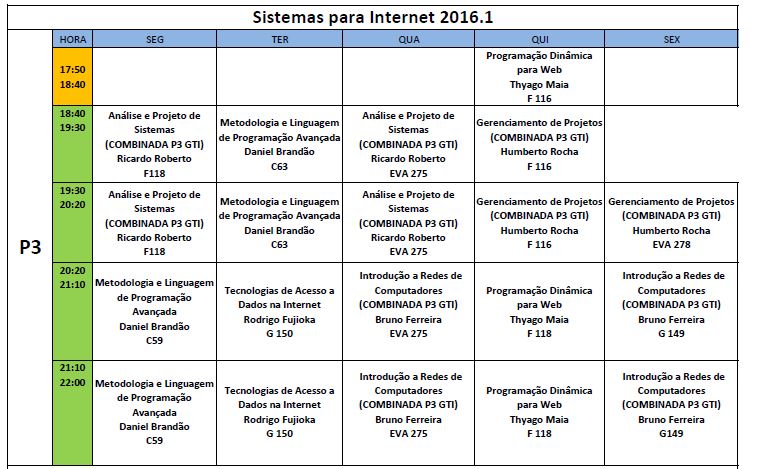 Sistemas para Internet 2016.1
HORA SEG TER QUA QUI SEX
P3
17:50
18:40
Programação Dinâmica
para Web
Thyago Maia
F 116
18:40
19:30
Análise e Projeto de
Sistemas
(COMBINADA P3 GTI)
Ricardo Roberto
F118
Metodologia e Linguagem
de Programação Avançada
Daniel Brandão
C63
Análise e Projeto de
Sistemas
(COMBINADA P3 GTI)
Ricardo Roberto
EVA 275
Gerenciamento de Projetos
(COMBINADA P3 GTI)
Humberto Rocha
F 116
19:30
20:20
Análise e Projeto de
Sistemas
(COMBINADA P3 GTI)
Ricardo Roberto
F118
Metodologia e Linguagem
de Programação Avançada
Daniel Brandão
C63
Análise e Projeto de
Sistemas
(COMBINADA P3 GTI)
Ricardo Roberto
EVA 275
Gerenciamento de Projetos
(COMBINADA P3 GTI)
Humberto Rocha
F 116
Gerenciamento de Projetos
(COMBINADA P3 GTI)
Humberto Rocha
EVA 278
20:20
21:10
Metodologia e Linguagem
de Programação
Avançada
Daniel Brandão
C59
Tecnologias de Acesso a
Dados na Internet
Rodrigo Fujioka
G 150
Introdução a Redes de
Computadores
(COMBINADA P3 GTI)
Bruno Ferreira
EVA 275
Programação Dinâmica
para Web
Thyago Maia
F 118
Introdução a Redes de
Computadores
(COMBINADA P3 GTI)
Bruno Ferreira
G 149
21:10
22:00
Metodologia e Linguagem
de Programação
Avançada
Daniel Brandão
C59
Tecnologias de Acesso a
Dados na Internet
Rodrigo Fujioka
G 150
Introdução a Redes de
Computadores
(COMBINADA P3 GTI)
Bruno Ferreira
EVA 275
Programação Dinâmica
para Web
Thyago Maia
F 118
Introdução a Redes de
Computadores
(COMBINADA P3 GTI)
Bruno Ferreira
G149